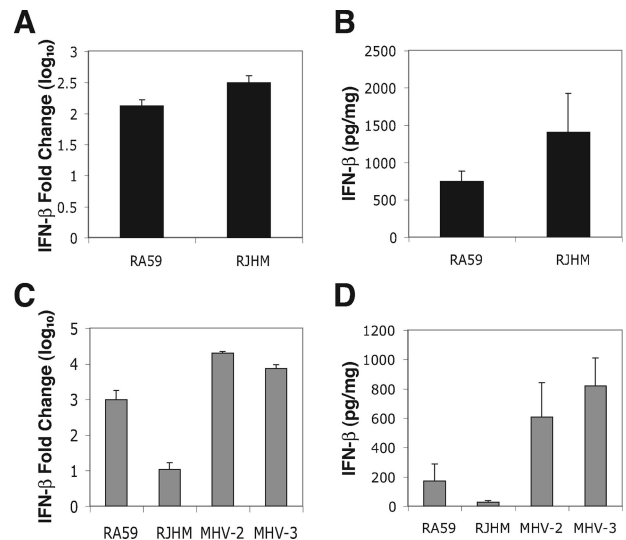 A
IFN-β Fold Change (log₁₀)
3
2.5
2
1.5
1
0.5
0
RA59 RJHM
B
IFN-β (pg/mg)
2500
2000
1500
1000
500
0
RA59 RJHM
C
IFN-β Fold Change (log₁₀)
5
4
3
2
1
0
RA59 RJHM MHV-2 MHV-3
D
IFN-β (pg/mg)
1200
1000
800
600
400
200
0
RA59 RJHM MHV-2 MHV-3